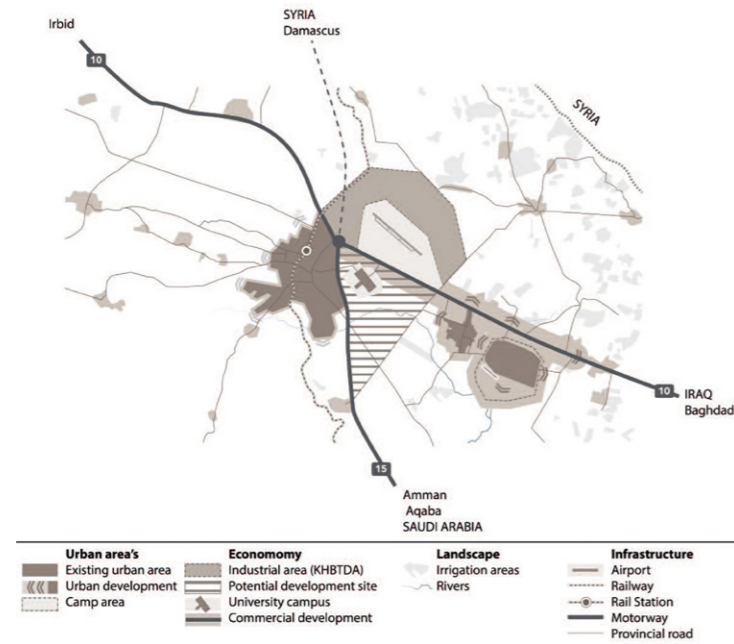 Irbid
10
SYRIA
Damascus
SYRIA
10
IRAQ
Baghdad
15
Amman
Aqaba
SAUDI ARABIA
Urban area's
Existing urban area
Urban development
Camp area
Econcomy
Industrial area (KHBTDA)
Potential development site
University campus
Commercial development
Landscape
Irrigation areas
Rivers
Infrastructure
Airport
Railway
Rail Station
Motorway
Provincial road